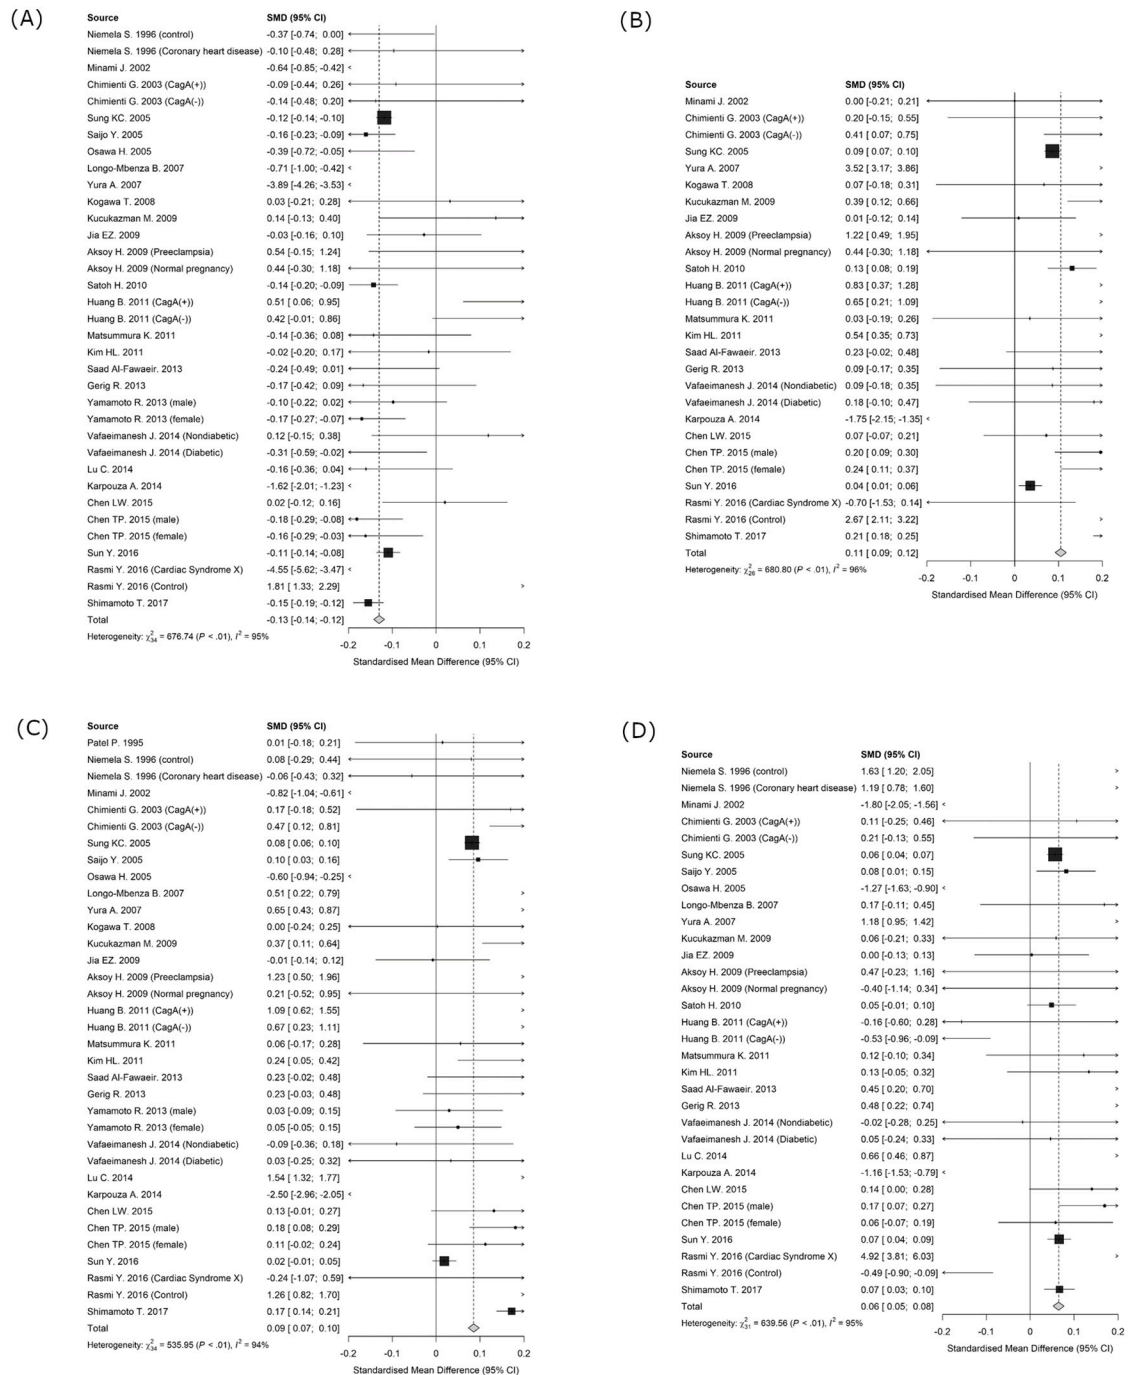 (A)
Source SMD (95% CI)
Niemela S. 1996 (control) -0.37 [-0.74; 0.00]
Niemela S. 1996 (Coronary heart disease) -0.10 [-0.48; 0.28]
Minami J. 2002 -0.64 [-0.85; -0.42]
Chimienti G. 2003 (CagA(+)) -0.09 [-0.44; 0.26]
Chimienti G. 2003 (CagA(-)) -0.14 [-0.48; 0.20]
Sung KC. 2005 -0.12 [-0.14; -0.10]
Saijo Y. 2005 -0.16 [-0.23; -0.09]
Osawa H. 2005 -0.39 [-0.72; -0.05]
Longo-Mbenza B. 2007 -0.71 [-1.00; -0.42]
Yura A. 2007 -3.89 [-4.26; -3.53]
Kogawa T. 2008 0.03 [-0.21; 0.28]
Kucukazman M. 2009 0.14 [-0.13; 0.40]
Jia EZ. 2009 -0.03 [-0.16; 0.10]
Aksoy H. 2009 (Preeclampsia) 0.54 [-0.15; 1.24]
Aksoy H. 2009 (Normal pregnancy) 0.44 [-0.30; 1.18]
Satoh H. 2010 -0.14 [-0.20; -0.09]
Huang B. 2011 (CagA(+)) 0.51 [ 0.06; 0.95]
Huang B. 2011 (CagA(-)) 0.42 [-0.01; 0.86]
Matsummura K. 2011 -0.14 [-0.36; 0.08]
Kim HL. 2011 -0.02 [-0.20; 0.17]
Saad Al-Fawaeir. 2013 -0.24 [-0.49; 0.01]
Gerig R. 2013 -0.17 [-0.42; 0.09]
Yamamoto R. 2013 (male) -0.10 [-0.22; 0.02]
Yamamoto R. 2013 (female) -0.17 [-0.27; -0.07]
Vafaeimanesh J. 2014 (Nondiabetic) 0.12 [-0.15; 0.38]
Vafaeimanesh J. 2014 (Diabetic) -0.31 [-0.59; -0.02]
Lu C. 2014 -0.16 [-0.36; 0.04]
Karpouza A. 2014 -1.62 [-2.01; -1.23]
Chen LW. 2015 0.02 [-0.12; 0.16]
Chen TP. 2015 (male) -0.18 [-0.29; -0.08]
Chen TP. 2015 (female) -0.16 [-0.29; -0.03]
Sun Y. 2016 -0.11 [-0.14; -0.08]
Rasmi Y. 2016 (Cardiac Syndrome X) -4.55 [-5.62; -3.47]
Rasmi Y. 2016 (Control) 1.81 [ 1.33; 2.29]
Shimamoto T. 2017 -0.15 [-0.19; -0.12]
Total -0.13 [-0.14; -0.12]
Heterogeneity: χ²₃₄ = 676.74 (P < .01), I² = 95%
-0.2 -0.1 0 0.1 0.2
Standardised Mean Difference (95% CI)
(B)
Source SMD (95% CI)
Minami J. 2002 0.00 [-0.21; 0.21]
Chimienti G. 2003 (CagA(+)) 0.20 [-0.15; 0.55]
Chimienti G. 2003 (CagA(-)) 0.41 [ 0.07; 0.75]
Sung KC. 2005 0.09 [ 0.07; 0.10]
Yura A. 2007 3.52 [ 3.17; 3.86]
Kogawa T. 2008 0.07 [-0.18; 0.31]
Kucukazman M. 2009 0.39 [ 0.12; 0.66]
Jia EZ. 2009 0.01 [-0.12; 0.14]
Aksoy H. 2009 (Preeclampsia) 1.22 [ 0.49; 1.95]
Aksoy H. 2009 (Normal pregnancy) 0.44 [-0.30; 1.18]
Satoh H. 2010 0.13 [ 0.08; 0.19]
Huang B. 2011 (CagA(+)) 0.83 [ 0.37; 1.28]
Huang B. 2011 (CagA(-)) 0.65 [ 0.21; 1.09]
Matsummura K. 2011 0.03 [-0.19; 0.26]
Kim HL. 2011 0.54 [ 0.35; 0.73]
Saad Al-Fawaeir. 2013 0.23 [-0.02; 0.48]
Gerig R. 2013 0.09 [-0.17; 0.35]
Vafaeimanesh J. 2014 (Nondiabetic) 0.09 [-0.18; 0.35]
Vafaeimanesh J. 2014 (Diabetic) 0.18 [-0.10; 0.47]
Karpouza A. 2014 -1.75 [-2.15; -1.35]
Chen LW. 2015 0.07 [-0.07; 0.21]
Chen TP. 2015 (male) 0.20 [ 0.09; 0.30]
Chen TP. 2015 (female) 0.24 [ 0.11; 0.37]
Sun Y. 2016 0.04 [ 0.01; 0.06]
Rasmi Y. 2016 (Cardiac Syndrome X) -0.70 [-1.53; 0.14]
Rasmi Y. 2016 (Control) 2.67 [ 2.11; 3.22]
Shimamoto T. 2017 0.21 [ 0.18; 0.25]
Total 0.11 [ 0.09; 0.12]
Heterogeneity: χ²₂₆ = 680.80 (P < .01), I² = 96%
-0.2 -0.1 0 0.1 0.2
Standardised Mean Difference (95% CI)
(C)
Source SMD (95% CI)
Patel P. 1995 0.01 [-0.18; 0.21]
Niemela S. 1996 (control) 0.08 [-0.29; 0.44]
Niemela S. 1996 (Coronary heart disease) -0.06 [-0.43; 0.32]
Minami J. 2002 -0.82 [-1.04; -0.61]
Chimienti G. 2003 (CagA(+)) 0.17 [-0.18; 0.52]
Chimienti G. 2003 (CagA(-)) 0.47 [ 0.12; 0.81]
Sung KC. 2005 0.08 [ 0.06; 0.10]
Saijo Y. 2005 0.10 [ 0.03; 0.16]
Osawa H. 2005 -0.60 [-0.94; -0.25]
Longo-Mbenza B. 2007 0.51 [ 0.22; 0.79]
Yura A. 2007 0.65 [ 0.43; 0.87]
Kogawa T. 2008 0.00 [-0.24; 0.25]
Kucukazman M. 2009 0.37 [ 0.11; 0.64]
Jia EZ. 2009 -0.01 [-0.14; 0.12]
Aksoy H. 2009 (Preeclampsia) 1.23 [ 0.50; 1.96]
Aksoy H. 2009 (Normal pregnancy) 0.21 [-0.52; 0.95]
Huang B. 2011 (CagA(+)) 1.09 [ 0.62; 1.55]
Huang B. 2011 (CagA(-)) 0.67 [ 0.23; 1.11]
Matsummura K. 2011 0.06 [-0.17; 0.28]
Kim HL. 2011 0.24 [ 0.05; 0.42]
Saad Al-Fawaeir. 2013 0.23 [-0.02; 0.48]
Gerig R. 2013 0.23 [-0.03; 0.48]
Yamamoto R. 2013 (male) 0.03 [-0.09; 0.15]
Yamamoto R. 2013 (female) 0.05 [-0.05; 0.15]
Vafaeimanesh J. 2014 (Nondiabetic) -0.09 [-0.36; 0.18]
Vafaeimanesh J. 2014 (Diabetic) 0.03 [-0.25; 0.32]
Lu C. 2014 1.54 [ 1.32; 1.77]
Karpouza A. 2014 -2.50 [-2.96; -2.05]
Chen LW. 2015 0.13 [-0.01; 0.27]
Chen TP. 2015 (male) 0.18 [ 0.08; 0.29]
Chen TP. 2015 (female) 0.11 [-0.02; 0.24]
Sun Y. 2016 0.02 [-0.01; 0.05]
Rasmi Y. 2016 (Cardiac Syndrome X) -0.24 [-1.07; 0.59]
Rasmi Y. 2016 (Control) 1.26 [ 0.82; 1.70]
Shimamoto T. 2017 0.17 [ 0.14; 0.21]
Total 0.09 [ 0.07; 0.10]
Heterogeneity: χ²₃₄ = 535.95 (P < .01), I² = 94%
-0.2 -0.1 0 0.1 0.2
Standardised Mean Difference (95% CI)
(D)
Source SMD (95% CI)
Niemela S. 1996 (control) 1.63 [ 1.20; 2.05]
Niemela S. 1996 (Coronary heart disease) 1.19 [ 0.78; 1.60]
Minami J. 2002 -1.80 [-2.05; -1.56]
Chimienti G. 2003 (CagA(+)) 0.11 [-0.25; 0.46]
Chimienti G. 2003 (CagA(-)) 0.21 [-0.13; 0.55]
Sung KC. 2005 0.06 [ 0.04; 0.07]
Saijo Y. 2005 0.08 [ 0.01; 0.15]
Osawa H. 2005 -1.27 [-1.63; -0.90]
Longo-Mbenza B. 2007 0.17 [-0.11; 0.45]
Yura A. 2007 1.18 [ 0.95; 1.42]
Kucukazman M. 2009 0.06 [-0.21; 0.33]
Jia EZ. 2009 0.00 [-0.13; 0.13]
Aksoy H. 2009 (Preeclampsia) 0.47 [-0.23; 1.16]
Aksoy H. 2009 (Normal pregnancy) -0.40 [-1.14; 0.34]
Satoh H. 2010 0.05 [-0.01; 0.10]
Huang B. 2011 (CagA(+)) -0.16 [-0.60; 0.28]
Huang B. 2011 (CagA(-)) -0.53 [-0.96; -0.09]
Matsummura K. 2011 0.12 [-0.10; 0.34]
Kim HL. 2011 0.13 [-0.05; 0.32]
Saad Al-Fawaeir. 2013 0.45 [ 0.20; 0.70]
Gerig R. 2013 0.48 [ 0.22; 0.74]
Vafaeimanesh J. 2014 (Nondiabetic) -0.02 [-0.28; 0.25]
Vafaeimanesh J. 2014 (Diabetic) 0.05 [-0.24; 0.33]
Lu C. 2014 0.66 [ 0.46; 0.87]
Karpouza A. 2014 -1.16 [-1.53; -0.79]
Chen LW. 2015 0.14 [ 0.00; 0.28]
Chen TP. 2015 (male) 0.17 [ 0.07; 0.27]
Chen TP. 2015 (female) 0.06 [-0.07; 0.19]
Sun Y. 2016 0.07 [ 0.04; 0.09]
Rasmi Y. 2016 (Cardiac Syndrome X) 4.92 [ 3.81; 6.03]
Rasmi Y. 2016 (Control) -0.49 [-0.90; -0.09]
Shimamoto T. 2017 0.07 [ 0.03; 0.10]
Total 0.06 [ 0.05; 0.08]
Heterogeneity: χ²₃₁ = 639.56 (P < .01), I² = 95%
-0.2 -0.1 0 0.1 0.2
Standardised Mean Difference (95% CI)